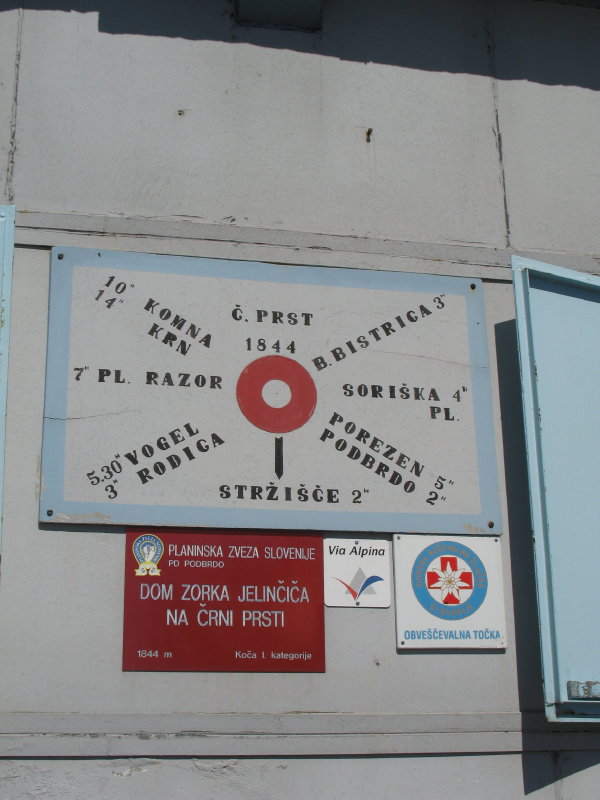 Č. PRST
1844
10ʰ KOMNA
14ʰ KRN
B. BISTRICA 3ʰ
7ʰ PL. RAZOR
SORIŠKA 4ʰ
PL.
5.30ʰ VOGEL
3ʰ RODICA
POREZEN 5ʰ
PODBRDO 2ʰ
STRŽIŠČE 2ʰ
PLANINSKA ZVEZA SLOVENIJE
PD PODBRDO
DOM ZORKA JELINČIČA
NA ČRNI PRSTI
1844 m Koča I. kategorije
Via Alpina
OBVEŠČEVALNA TOČKA